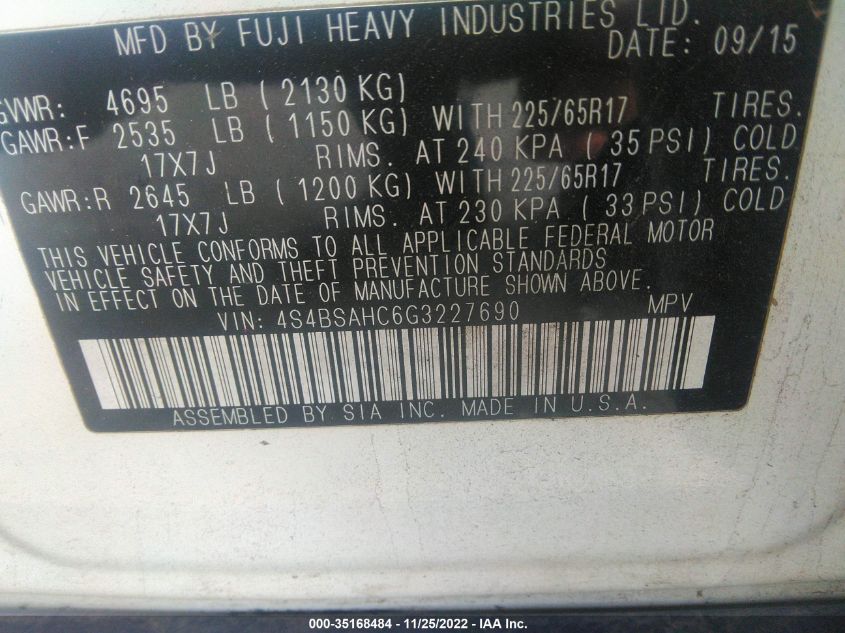 MFD BY FUJI HEAVY INDUSTRIES LTD.
DATE: 09/15
GVWR: 4695 LB ( 2130 KG)
GAWR:F 2535 LB ( 1150 KG) WITH 225/65R17 TIRES.
17X7J RIMS. AT 240 KPA ( 35 PSI) COLD
GAWR:R 2645 LB ( 1200 KG) WITH 225/65R17 TIRES.
17X7J RIMS. AT 230 KPA ( 33 PSI) COLD
THIS VEHICLE CONFORMS TO ALL APPLICABLE FEDERAL MOTOR
VEHICLE SAFETY AND THEFT PREVENTION STANDARDS
IN EFFECT ON THE DATE OF MANUFACTURE SHOWN ABOVE.
VIN: 4S4BSAHC6G3227690 MPV
ASSEMBLED BY SIA INC. MADE IN U.S.A.
000-35168484 - 11/25/2022 - IAA Inc.